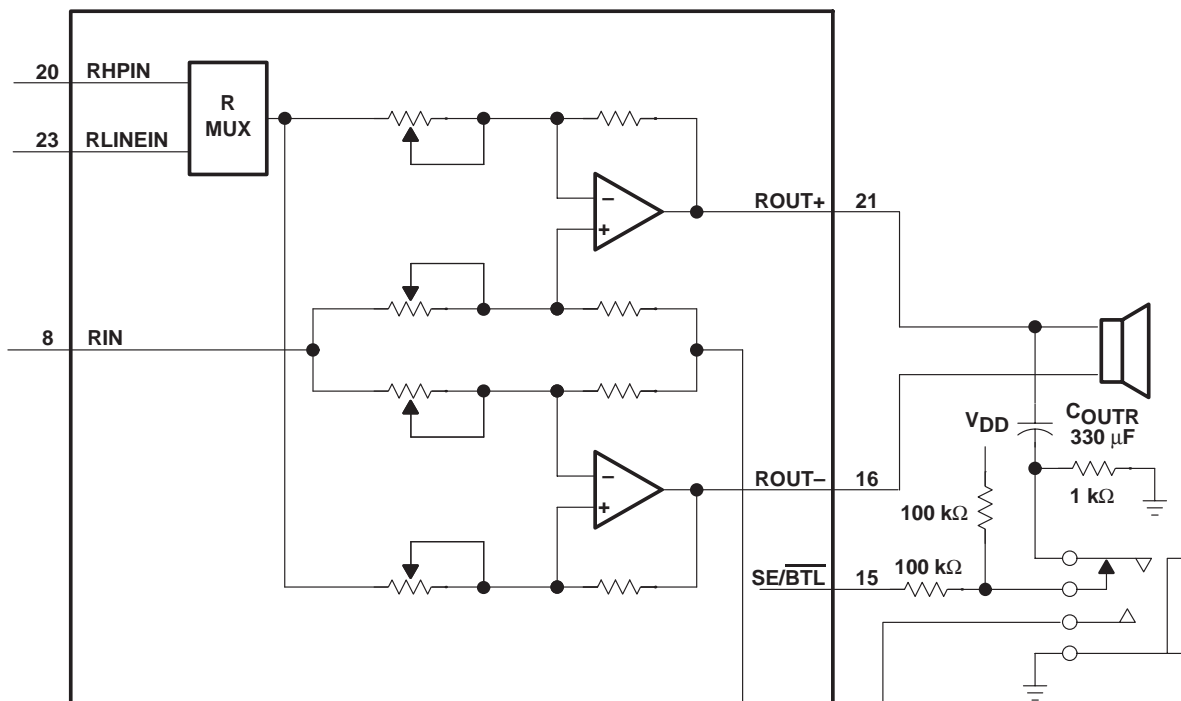 20 RHPIN
R
MUX
23 RLINEIN
−
+
ROUT+ 21
8 RIN
VDD
COUTR
330 μF
−
+
ROUT− 16
1 kΩ
100 kΩ
100 kΩ
SE/BTL 15